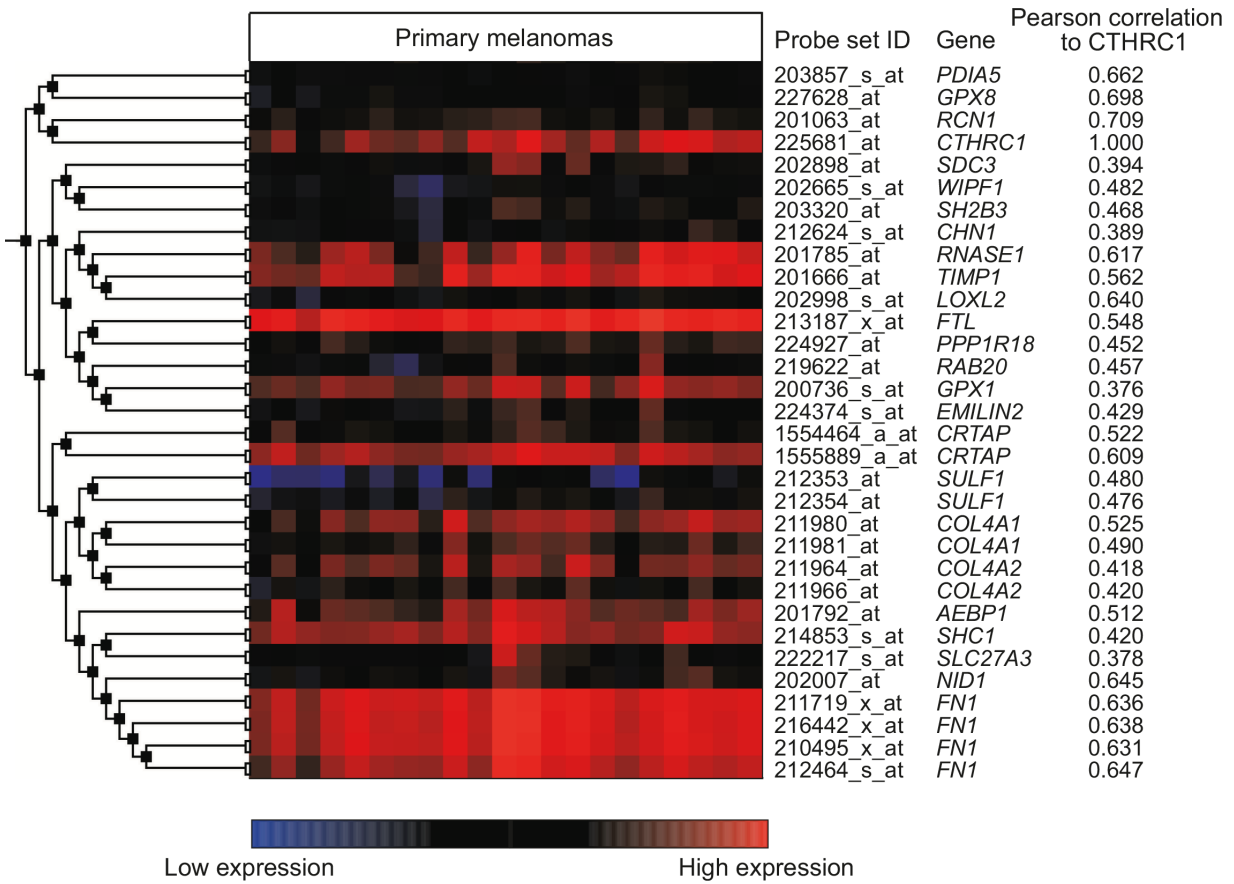 Pearson correlation
Primary melanomas Probe set ID Gene to CTHRC1
203857_s_at PDIA5 0.662
227628_at GPX8 0.698
201063_at RCN1 0.709
225681_at CTHRC1 1.000
202898_at SDC3 0.394
202665_s_at WIPF1 0.482
203320_at SH2B3 0.468
212624_s_at CHN1 0.389
201785_at RNASE1 0.617
201666_at TIMP1 0.562
202998_s_at LOXL2 0.640
213187_x_at FTL 0.548
224927_at PPP1R18 0.452
219622_at RAB20 0.457
200736_s_at GPX1 0.376
224374_s_at EMILIN2 0.429
1554464_a_at CRTAP 0.522
1555889_a_at CRTAP 0.609
212353_at SULF1 0.480
212354_at SULF1 0.476
211980_at COL4A1 0.525
211981_at COL4A1 0.490
211964_at COL4A2 0.418
211966_at COL4A2 0.420
201792_at AEBP1 0.512
214853_s_at SHC1 0.420
222217_s_at SLC27A3 0.378
202007_at NID1 0.645
211719_x_at FN1 0.636
216442_x_at FN1 0.638
210495_x_at FN1 0.631
212464_s_at FN1 0.647
Low expression High expression